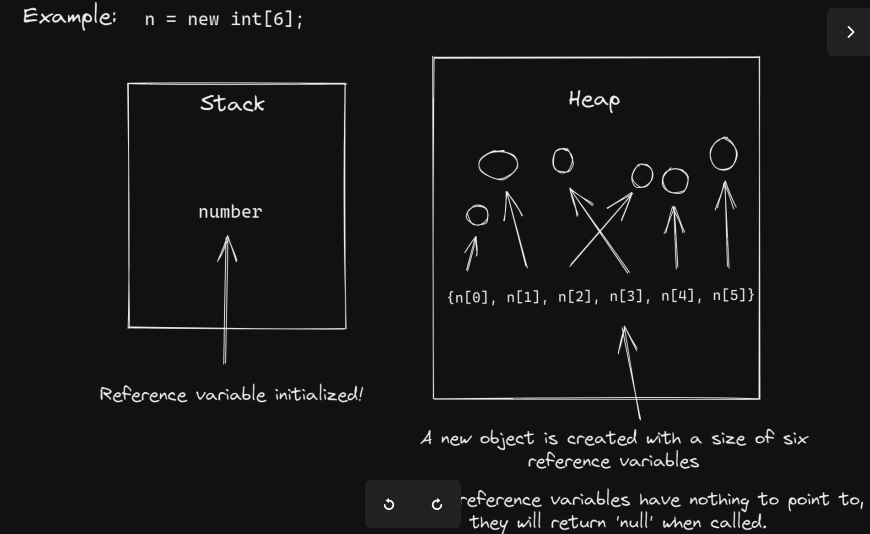 Example: n = new int[6];
Stack
Heap
number
{n[0], n[1], n[2], n[3], n[4], n[5]}
Reference variable initialized!
A new object is created with a size of six
reference variables
reference variables have nothing to point to,
they will return 'null' when called.